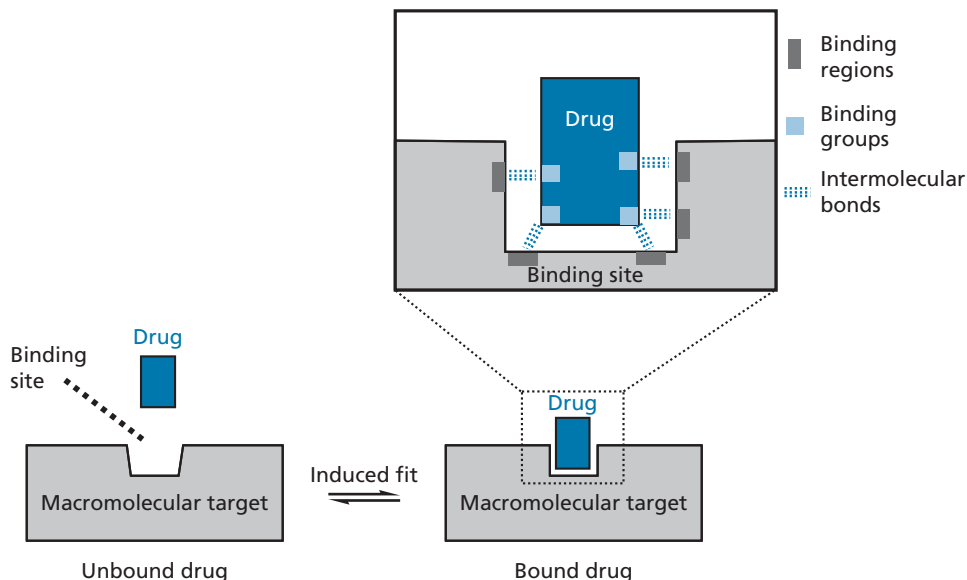 Binding
regions
Drug
Binding
groups
Intermolecular
bonds
Binding site
Drug
Binding
site
Drug
Induced fit
Macromolecular target
Macromolecular target
Unbound drug
Bound drug